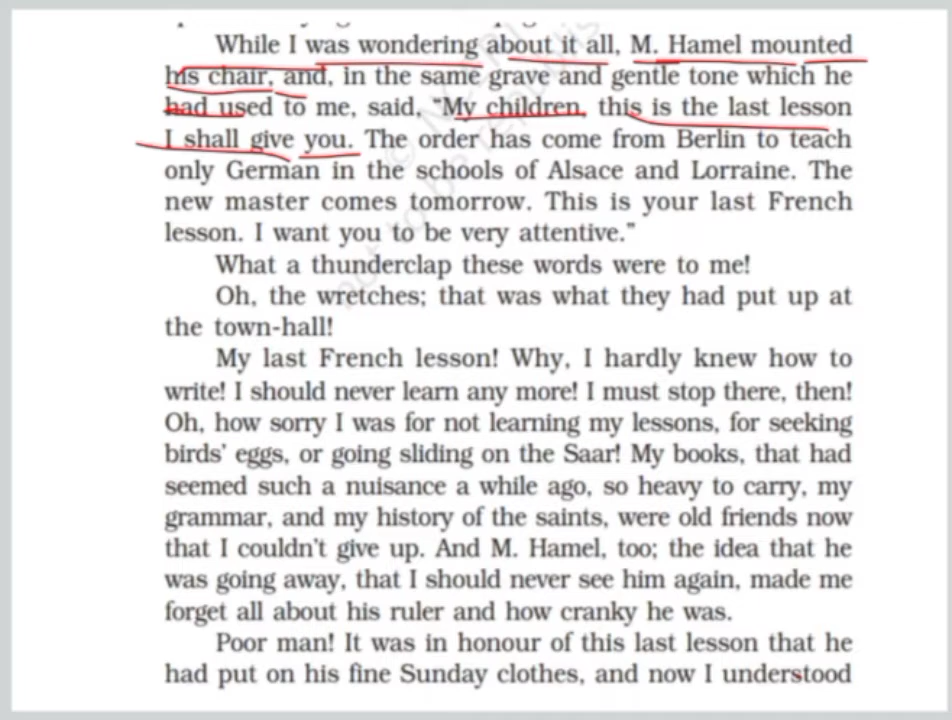 While I was wondering about it all, M. Hamel mounted
his chair, and, in the same grave and gentle tone which he
had used to me, said, "My children, this is the last lesson
I shall give you. The order has come from Berlin to teach
only German in the schools of Alsace and Lorraine. The
new master comes tomorrow. This is your last French
lesson. I want you to be very attentive."
What a thunderclap these words were to me!
Oh, the wretches; that was what they had put up at
the town-hall!
My last French lesson! Why, I hardly knew how to
write! I should never learn any more! I must stop there, then!
Oh, how sorry I was for not learning my lessons, for seeking
birds' eggs, or going sliding on the Saar! My books, that had
seemed such a nuisance a while ago, so heavy to carry, my
grammar, and my history of the saints, were old friends now
that I couldn't give up. And M. Hamel, too; the idea that he
was going away, that I should never see him again, made me
forget all about his ruler and how cranky he was.
Poor man! It was in honour of this last lesson that he
had put on his fine Sunday clothes, and now I understood